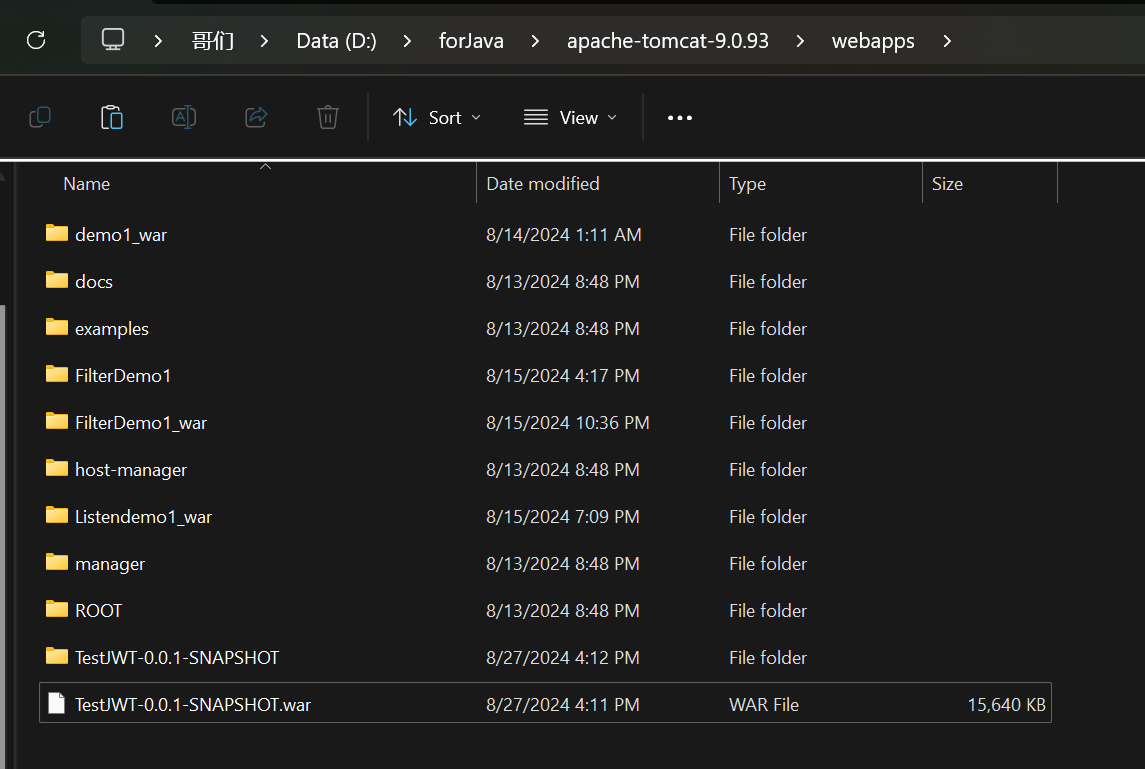 哥们 Data (D:) forJava apache-tomcat-9.0.93 webapps
Sort View
Name Date modified Type Size
demo1_war 8/14/2024 1:11 AM File folder
docs 8/13/2024 8:48 PM File folder
examples 8/13/2024 8:48 PM File folder
FilterDemo1 8/15/2024 4:17 PM File folder
FilterDemo1_war 8/15/2024 10:36 PM File folder
host-manager 8/13/2024 8:48 PM File folder
Listendemo1_war 8/15/2024 7:09 PM File folder
manager 8/13/2024 8:48 PM File folder
ROOT 8/13/2024 8:48 PM File folder
TestJWT-0.0.1-SNAPSHOT 8/27/2024 4:12 PM File folder
TestJWT-0.0.1-SNAPSHOT.war 8/27/2024 4:11 PM WAR File 15,640 KB